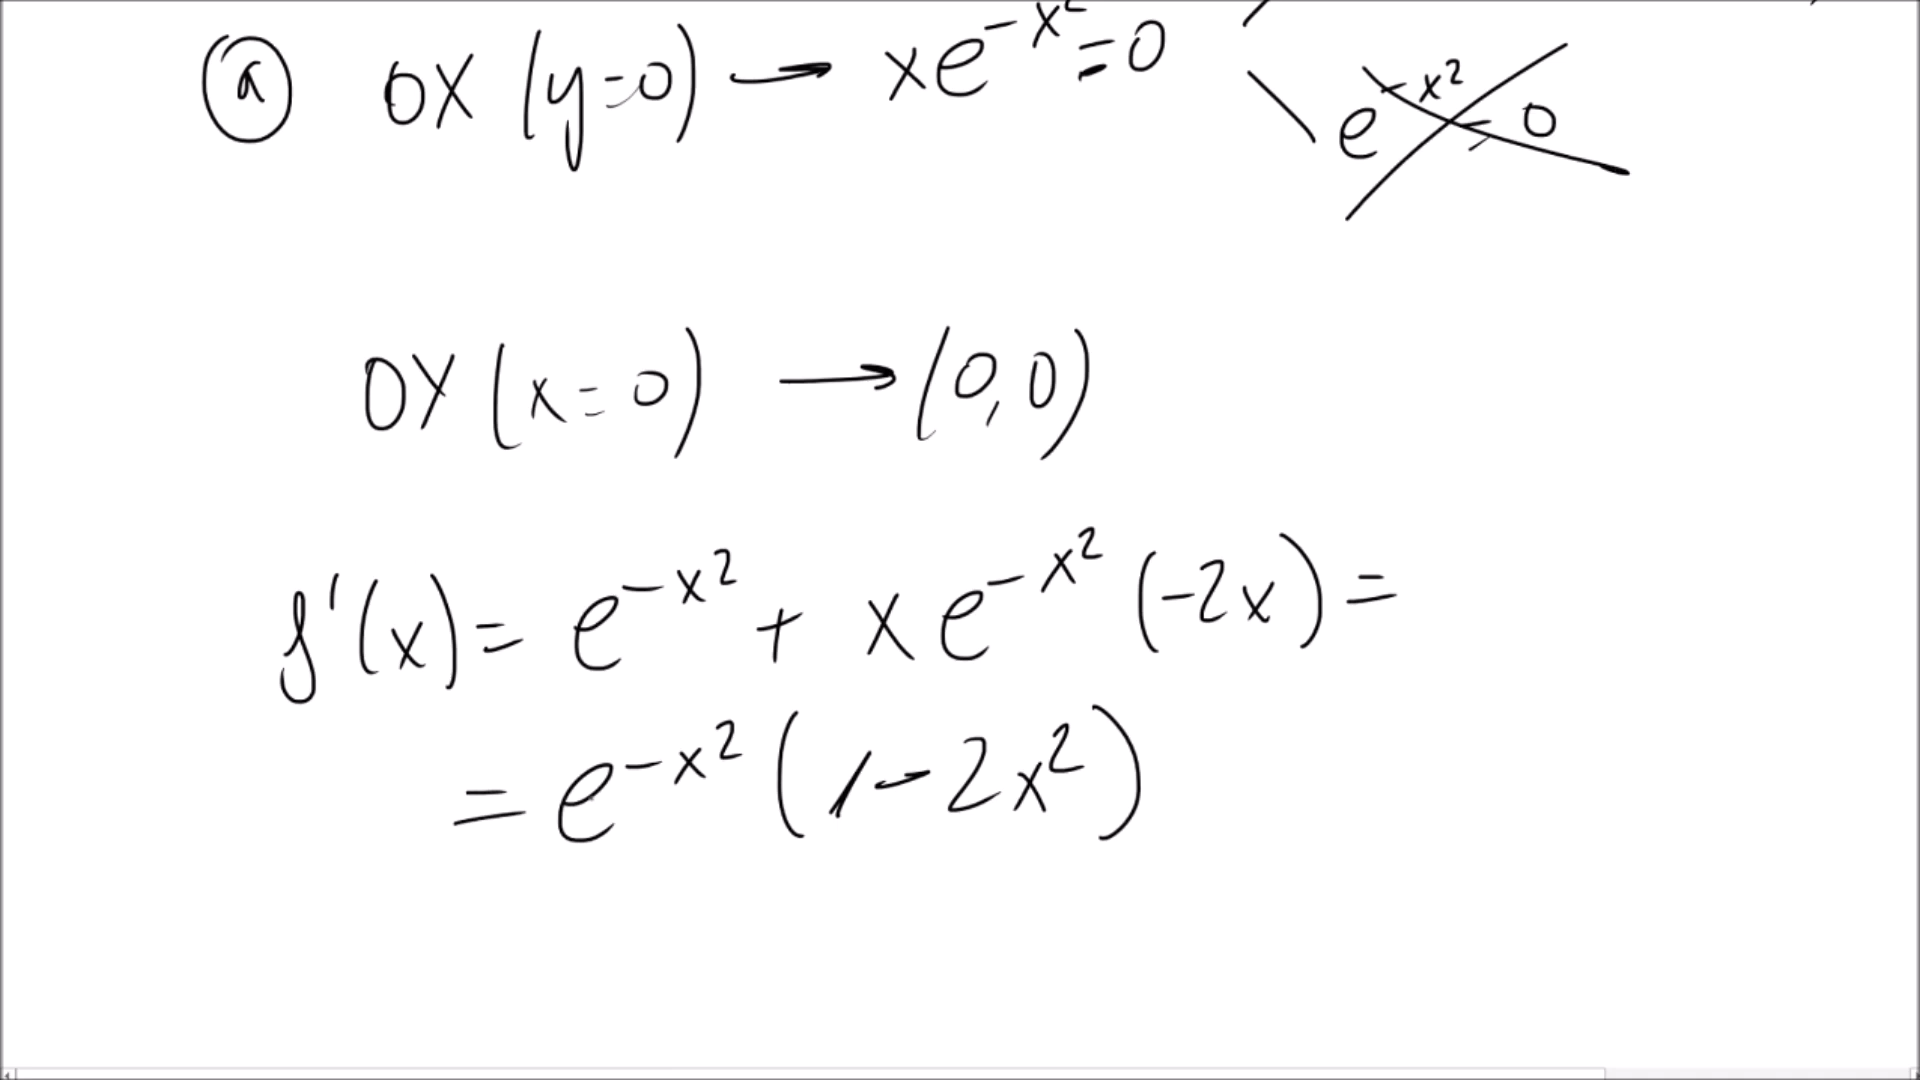 ⓐ OX (y=0) → xe^{-x²}=0 e^{-x²}=0
OY (x=0) → (0,0)
f'(x)= e^{-x²} + xe^{-x²} (-2x)=
= e^{-x²} (1-2x²)